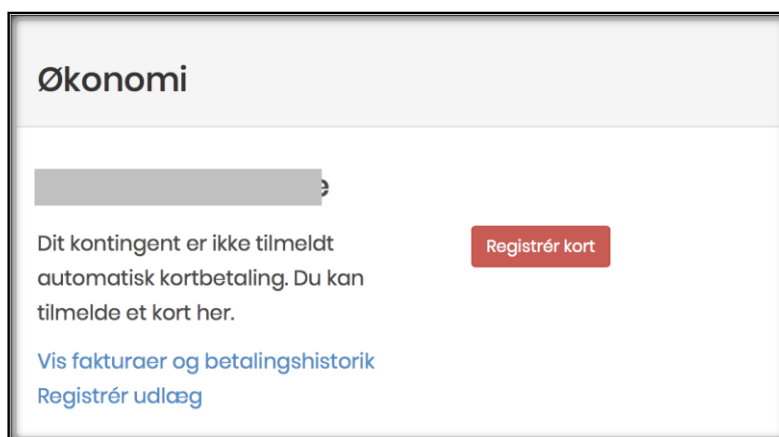 Økonomi
Dit kontingent er ikke tilmeldt
Registrér kort
automatisk kortbetaling. Du kan
tilmelde et kort her.
Vis fakturaer og betalingshistorik
Registrér udlæg